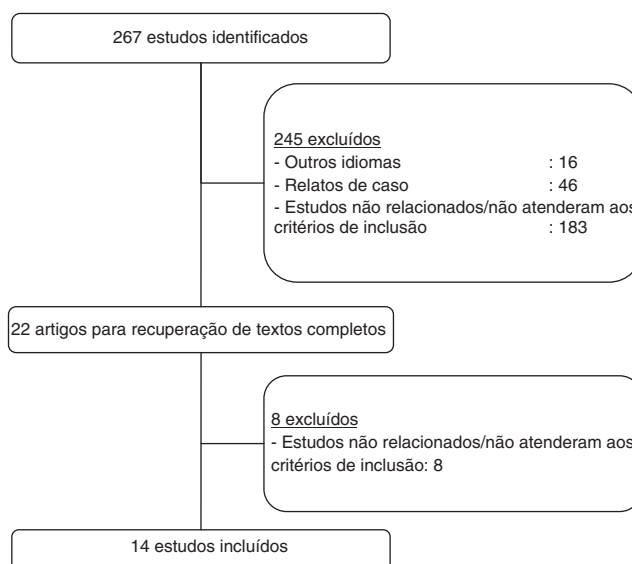 267 estudos identificados
245 excluídos
- Outros idiomas : 16
- Relatos de caso : 46
- Estudos não relacionados/não atenderam aos
critérios de inclusão : 183
22 artigos para recuperação de textos completos
8 excluídos
- Estudos não relacionados/não atenderam aos
critérios de inclusão: 8
14 estudos incluídos